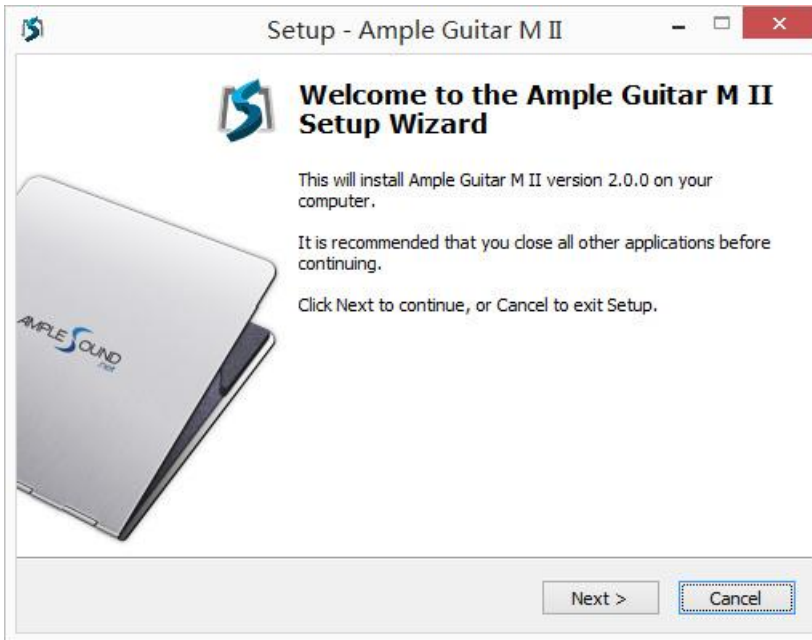 Setup - Ample Guitar M II
Welcome to the Ample Guitar M II
Setup Wizard
This will install Ample Guitar M II version 2.0.0 on your
computer.
It is recommended that you close all other applications before
continuing.
Click Next to continue, or Cancel to exit Setup.
AMPLE SOUND
.net
Next >
Cancel